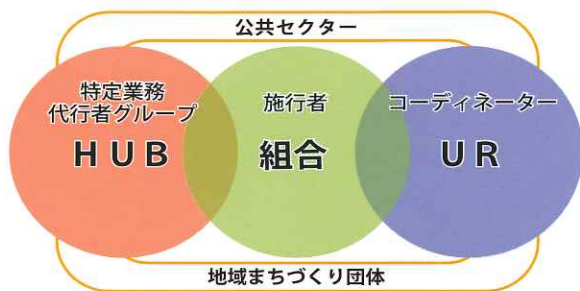 公共セクター
特定業務
代行者グループ
HUB
施行者
組合
コーディネーター
UR
地域まちづくり団体